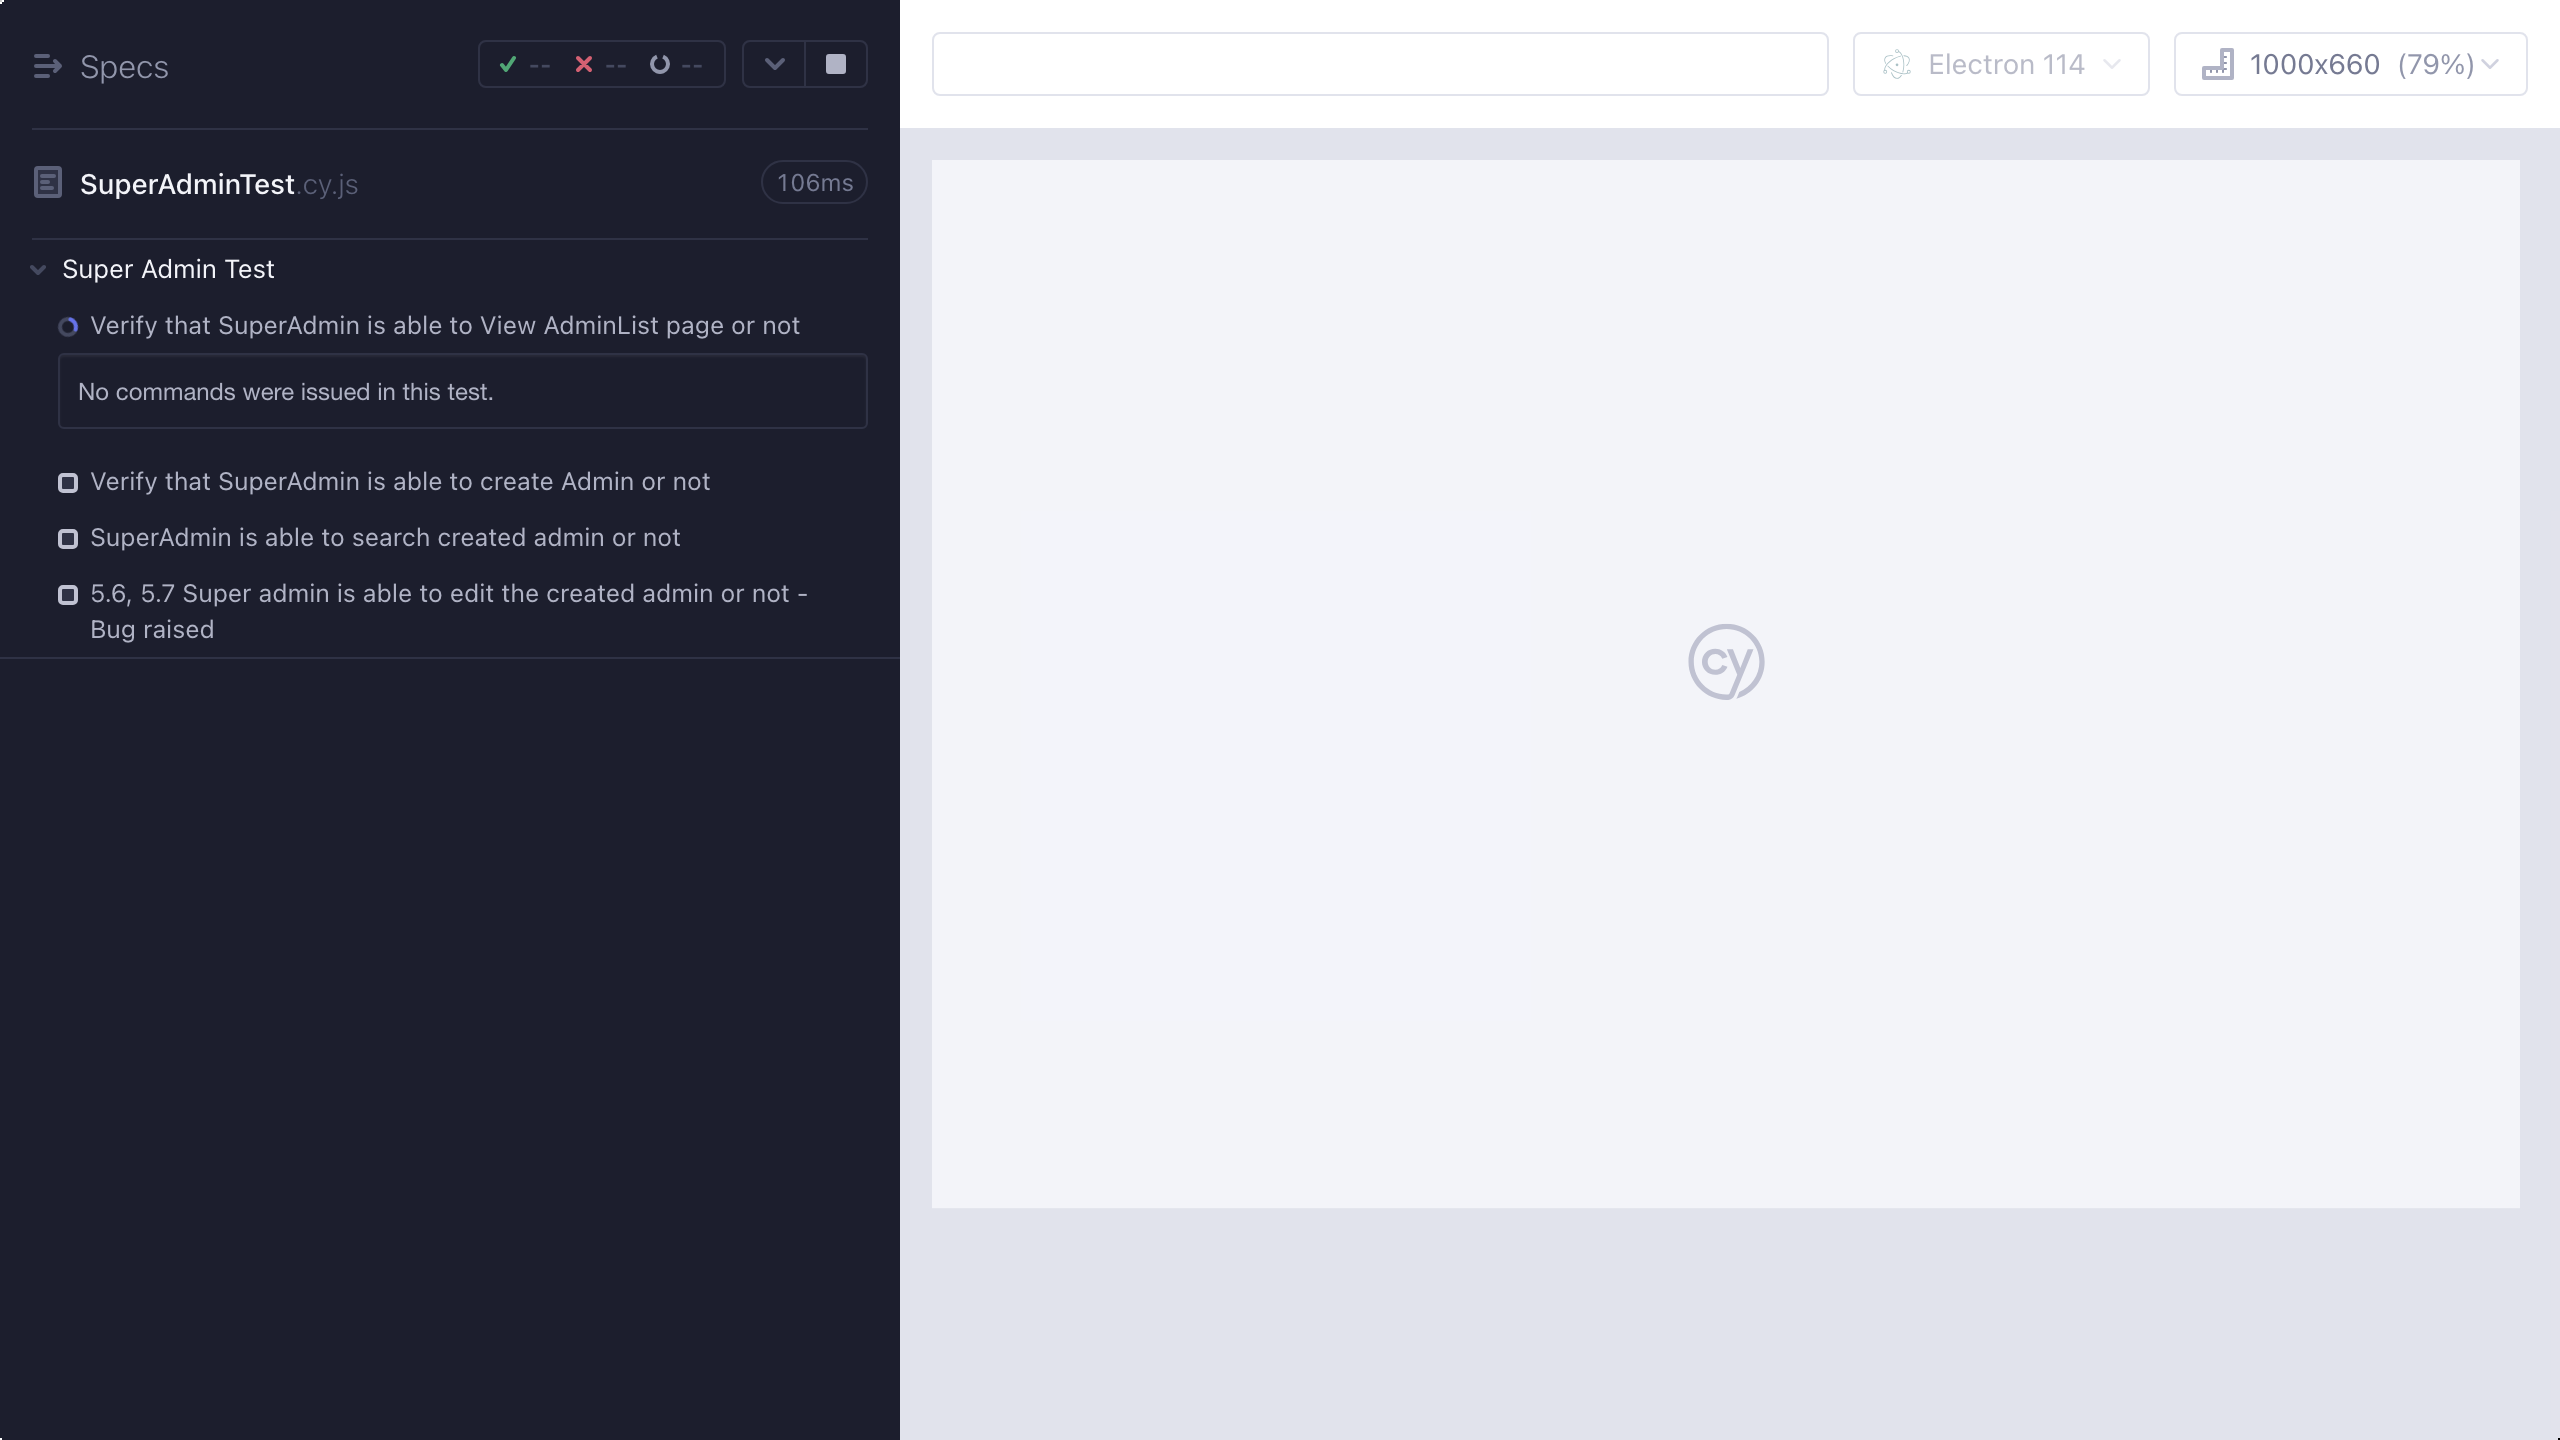 Specs
--
--
--
Electron 114
1000x660 (79%)
SuperAdminTest.cy.js
106ms
Super Admin Test
Verify that SuperAdmin is able to View AdminList page or not
No commands were issued in this test.
Verify that SuperAdmin is able to create Admin or not
SuperAdmin is able to search created admin or not
5.6, 5.7 Super admin is able to edit the created admin or not -
Bug raised
cy